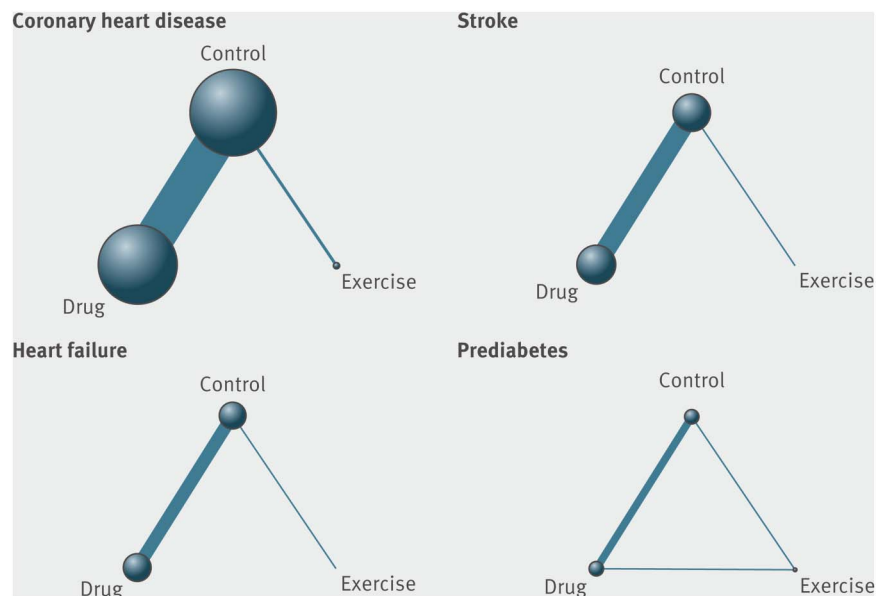 Coronary heart disease
Control
Drug
Exercise
Stroke
Control
Drug
Exercise
Heart failure
Control
Drug
Exercise
Prediabetes
Control
Drug
Exercise